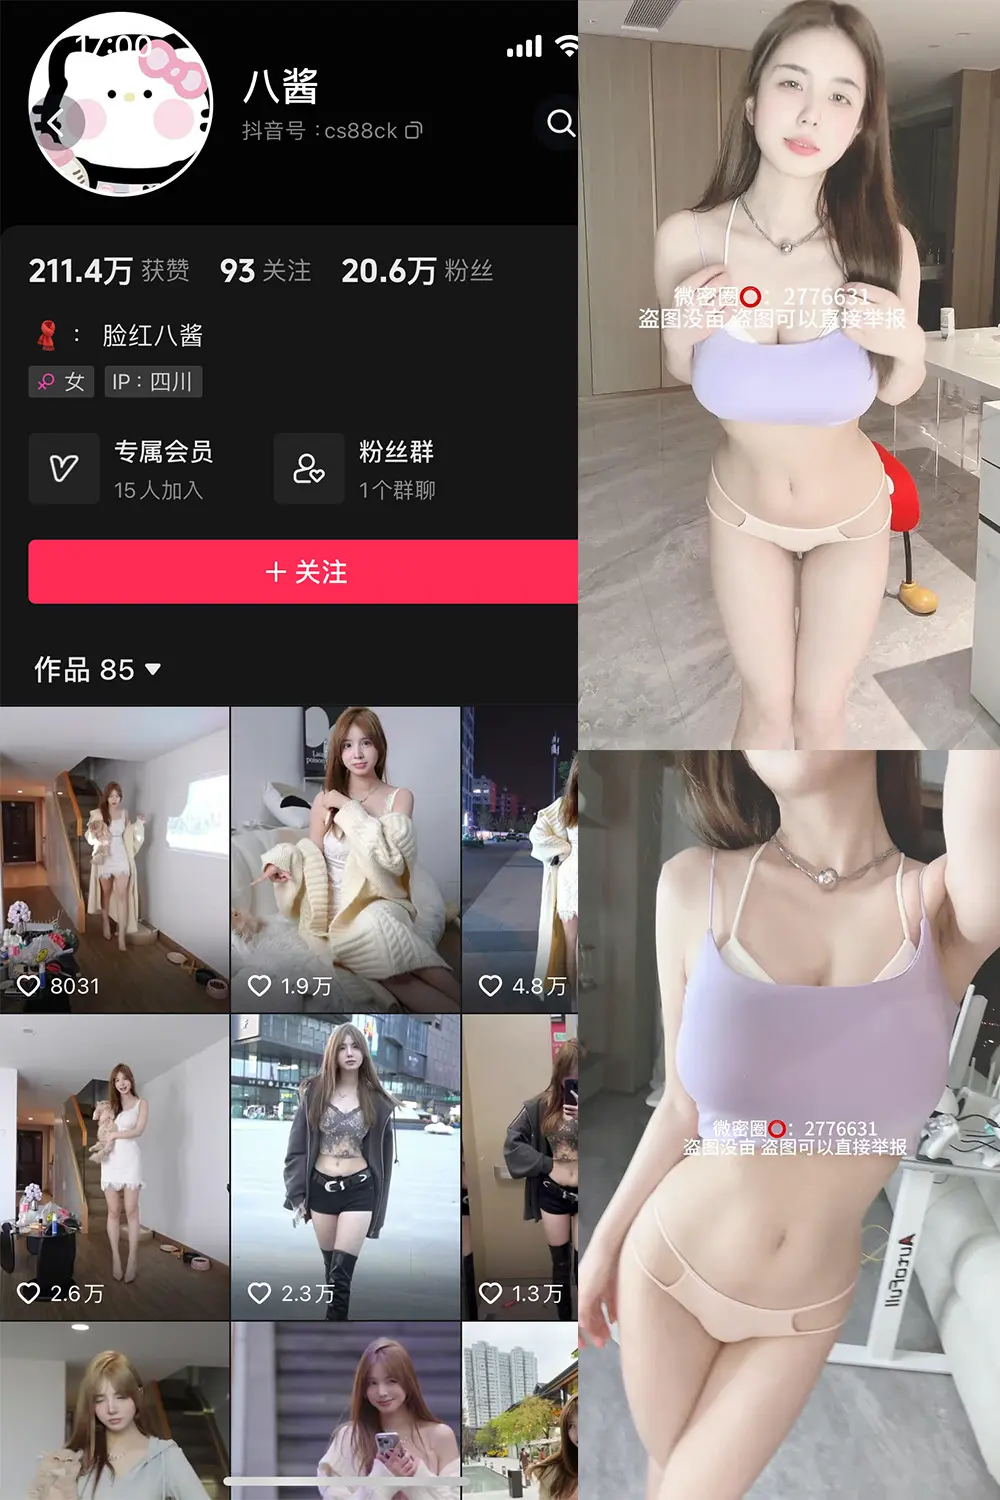 17:00
八酱
抖音号：cs88ck
211.4万 获赞 93 关注 20.6万 粉丝
： 脸红八酱
女 IP：四川
专属会员
15人加入
粉丝群
1个群聊
+ 关注
作品 85
8031
1.9万
4.8万
2.6万
2.3万
1.3万
微密圈⭕：2776631
盗图没亩 盗图可以直接举报
微密圈⭕：2776631
盗图没亩 盗图可以直接举报